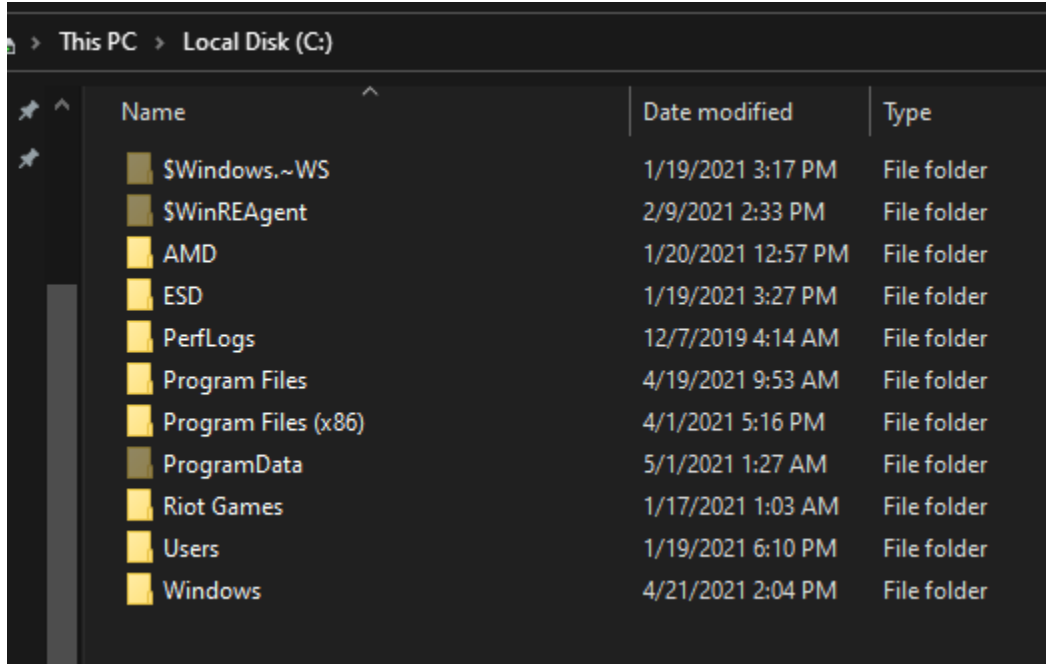 This PC > Local Disk (C:)
Name Date modified Type
$Windows.~WS 1/19/2021 3:17 PM File folder
$WinREAgent 2/9/2021 2:33 PM File folder
AMD 1/20/2021 12:57 PM File folder
ESD 1/19/2021 3:27 PM File folder
PerfLogs 12/7/2019 4:14 AM File folder
Program Files 4/19/2021 9:53 AM File folder
Program Files (x86) 4/1/2021 5:16 PM File folder
ProgramData 5/1/2021 1:27 AM File folder
Riot Games 1/17/2021 1:03 AM File folder
Users 1/19/2021 6:10 PM File folder
Windows 4/21/2021 2:04 PM File folder